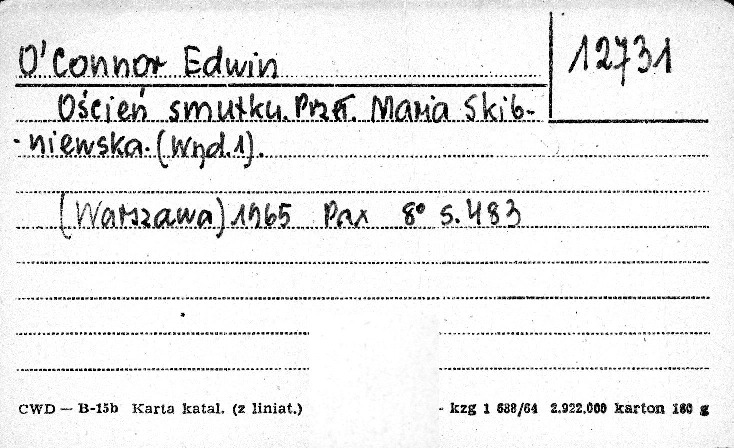 O'Connor Edwin
12731
Oścień smutku. Przeł. Maria Skib-
-niewska. (Wyd. 1).
(Warszawa) 1965 Pax 8° s. 483
CWD — B-15b Karta katal. (z liniat.)
- kzg 1 688/64 2.922.000 karton 180 g